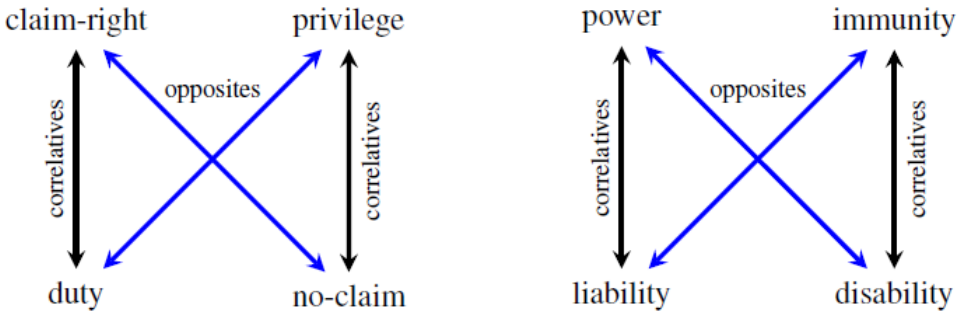 claim-right privilege
opposites
correlatives correlatives
duty no-claim
power immunity
opposites
correlatives correlatives
liability disability